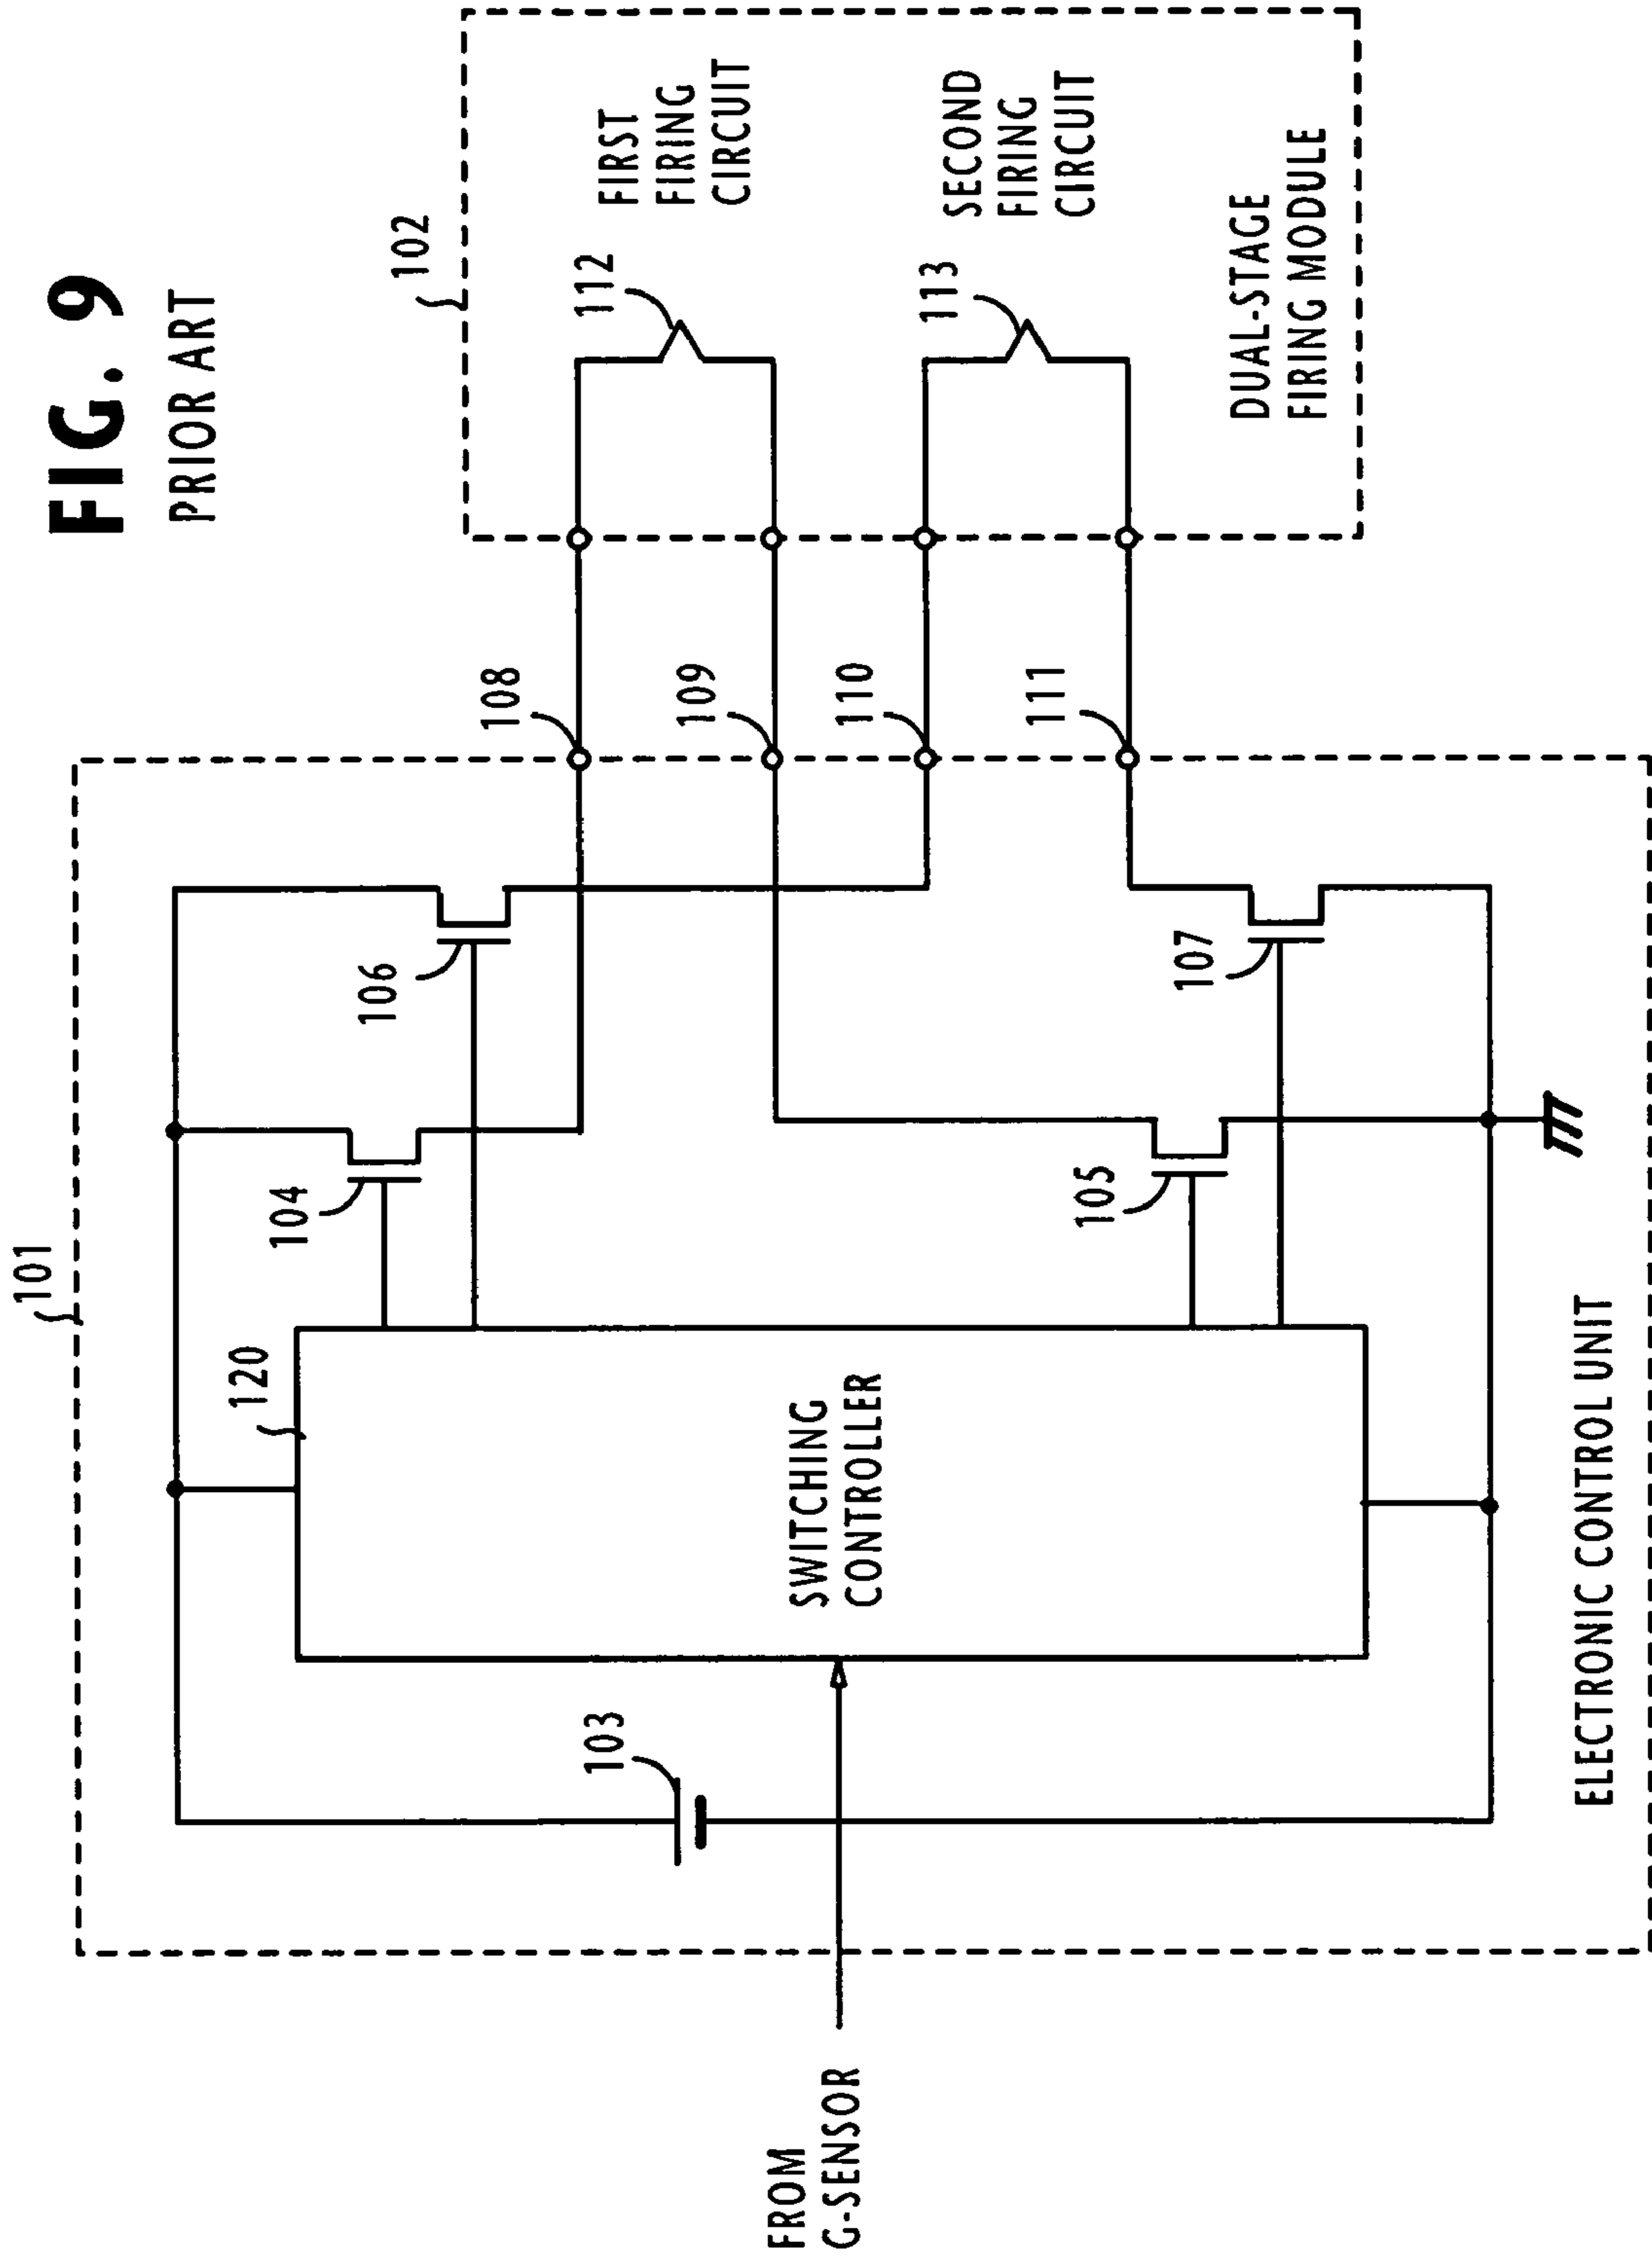 FIG. 9
PRIOR ART
101
102
120
SWITCHING
CONTROLLER
103
104
106
105
107
108
109
110
111
112
FIRST
FIRING
CIRCUIT
113
SECOND
FIRING
CIRCUIT
DUAL-STAGE
FIRING MODULE
FROM
G-SENSOR
ELECTRONIC CONTROL UNIT